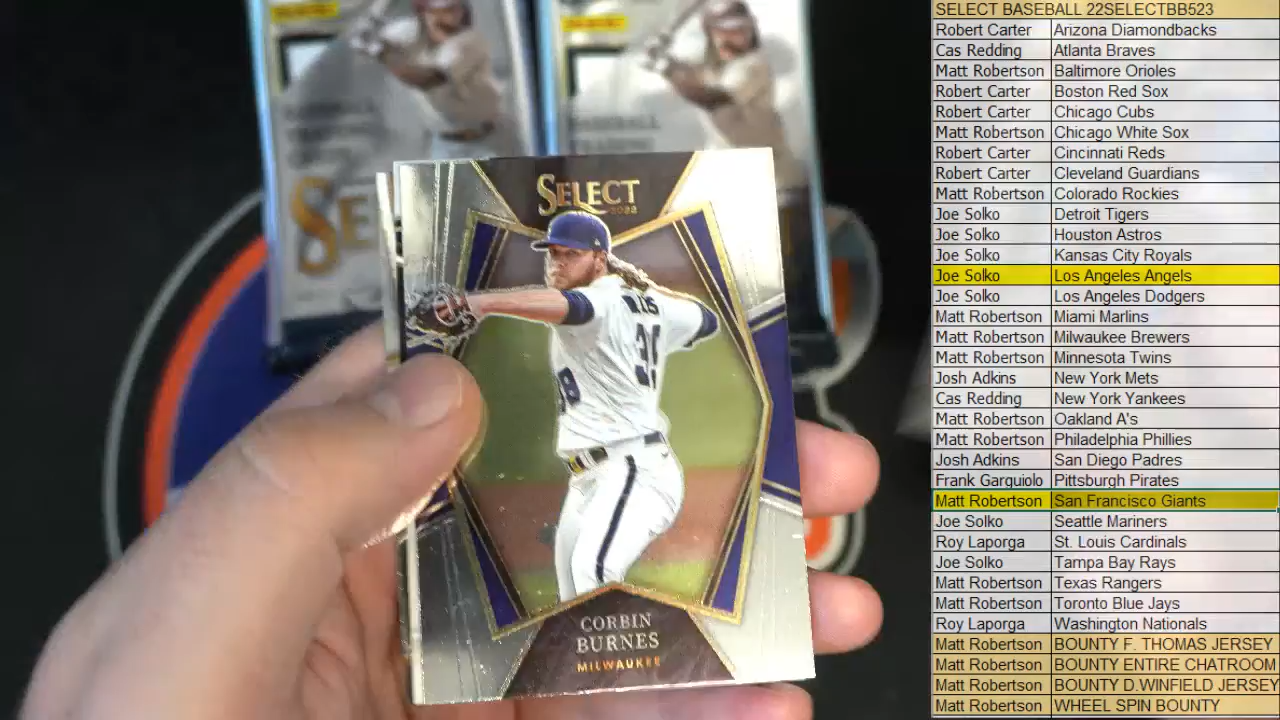 SELECT
2022
CORBIN
BURNES
MILWAUKEE
SELECT BASEBALL 22SELECTBB523
Robert Carter Arizona Diamondbacks
Cas Redding Atlanta Braves
Matt Robertson Baltimore Orioles
Robert Carter Boston Red Sox
Robert Carter Chicago Cubs
Matt Robertson Chicago White Sox
Robert Carter Cincinnati Reds
Robert Carter Cleveland Guardians
Matt Robertson Colorado Rockies
Joe Solko Detroit Tigers
Joe Solko Houston Astros
Joe Solko Kansas City Royals
Joe Solko Los Angeles Angels
Joe Solko Los Angeles Dodgers
Matt Robertson Miami Marlins
Matt Robertson Milwaukee Brewers
Matt Robertson Minnesota Twins
Josh Adkins New York Mets
Cas Redding New York Yankees
Matt Robertson Oakland A's
Matt Robertson Philadelphia Phillies
Josh Adkins San Diego Padres
Frank Garguiolo Pittsburgh Pirates
Matt Robertson San Francisco Giants
Joe Solko Seattle Mariners
Roy Laporga St. Louis Cardinals
Joe Solko Tampa Bay Rays
Matt Robertson Texas Rangers
Matt Robertson Toronto Blue Jays
Roy Laporga Washington Nationals
Matt Robertson BOUNTY F. THOMAS JERSEY
Matt Robertson BOUNTY ENTIRE CHATROOM
Matt Robertson BOUNTY D.WINFIELD JERSEY
Matt Robertson WHEEL SPIN BOUNTY